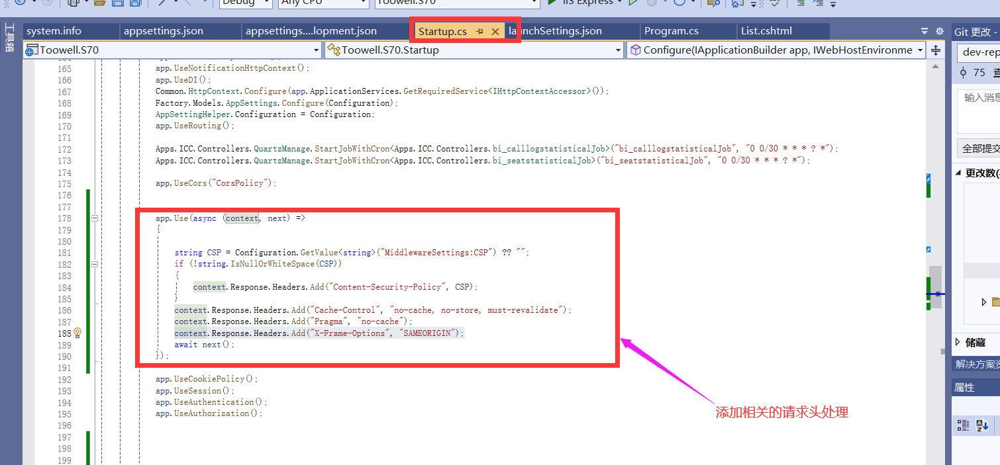 Debug
Any CPU
Toowell.S70
IIS Express
工具箱
system.info
appsettings.json
appsettings....lopment.json
Startup.cs
launchSettings.json
Program.cs
List.cshtml
Git 更改 -
Toowell.S70
Toowell.S70.Startup
Configure(IApplicationBuilder app, IWebHostEnvironme
dev-rep
75
输入消息
全部提交
更改数(
储藏
解决方案资
属性
165 app.UseNotificationHttpContext();
166 app.UseDI();
167 Common.HttpContext.Configure(app.ApplicationServices.GetRequiredService<IHttpContextAccessor>());
168 Factory.Models.AppSettings.Configure(Configuration);
169 AppSettingHelper.Configuration = Configuration;
170 app.UseRouting();
171
172 Apps.ICC.Controllers.QuartzManage.StartJobWithCron<Apps.ICC.Controllers.bi_calllogstatisticalJob>("bi_calllogstatisticalJob", "0 0/30 * * * ? *");
173 Apps.ICC.Controllers.QuartzManage.StartJobWithCron<Apps.ICC.Controllers.bi_seatstatisticalJob>("bi_seatstatisticalJob", "0 0/30 * * * ? *");
174
175 app.UseCors("CorsPolicy");
176
177
178 app.Use(async (context, next) =>
179 {
180
181 string CSP = Configuration.GetValue<string>("MiddlewareSettings:CSP") ?? "";
182 if (!string.IsNullOrWhiteSpace(CSP))
183 {
184 context.Response.Headers.Add("Content-Security-Policy", CSP);
185 }
186 context.Response.Headers.Add("Cache-Control", "no-cache, no-store, must-revalidate");
187 context.Response.Headers.Add("Pragma", "no-cache");
188 context.Response.Headers.Add("X-Frame-Options", "SAMEORIGIN");
189 await next();
190 });
191
192 app.UseCookiePolicy();
193 app.UseSession();
194 app.UseAuthentication();
195 app.UseAuthorization();
196
197
198
199
添加相关的请求头处理